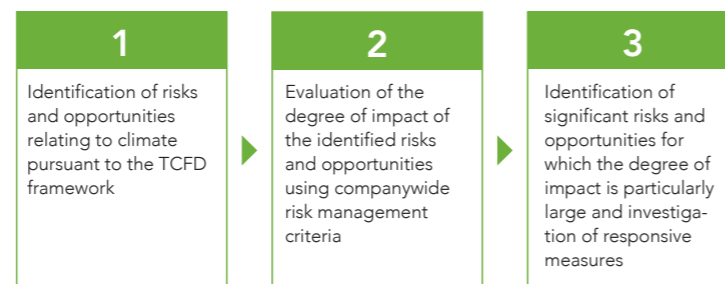 1
Identification of risks
and opportunities
relating to climate
pursuant to the TCFD
framework
2
Evaluation of the
degree of impact of
the identified risks
and opportunities
using companywide
risk management
criteria
3
Identification of
significant risks and
opportunities for
which the degree of
impact is particularly
large and investiga-
tion of responsive
measures